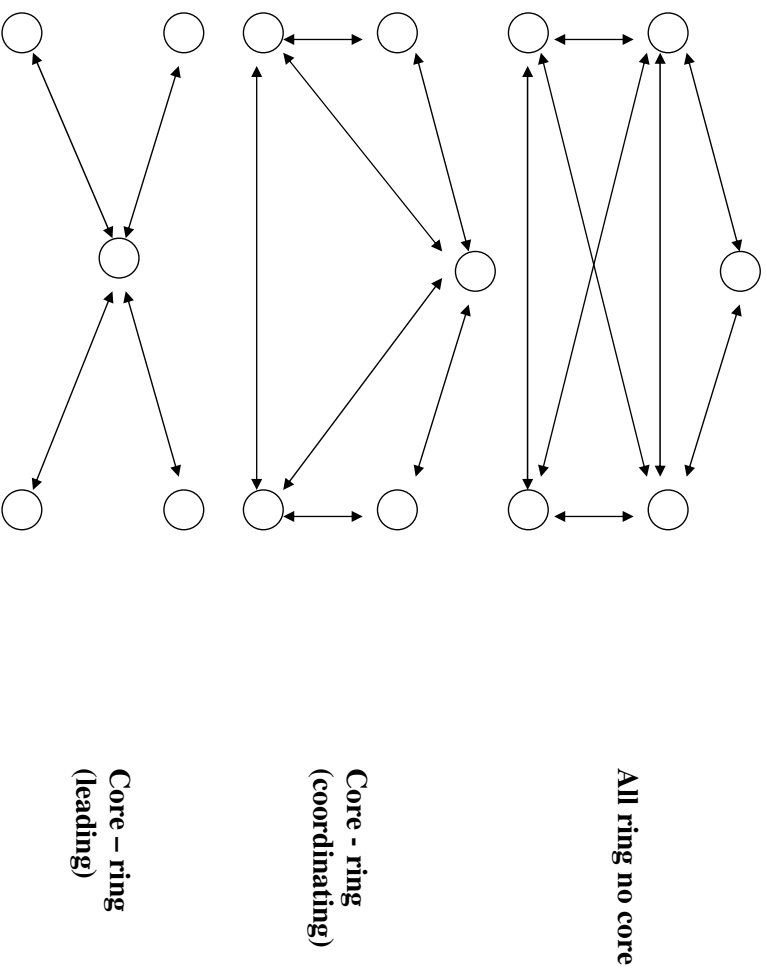 All ring no core
Core - ring
(coordinating)
Core – ring
(leading)